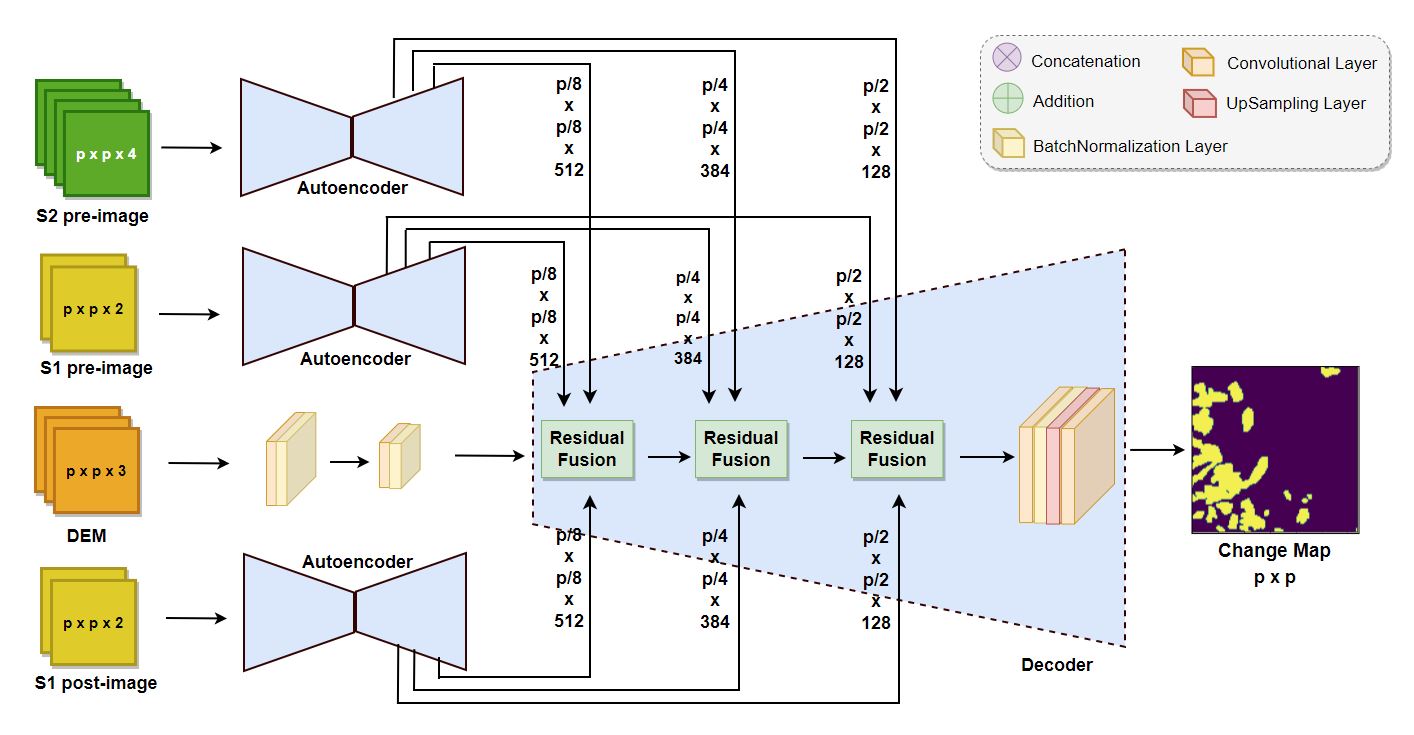 Concatenation
Convolutional Layer
Addition
UpSampling Layer
BatchNormalization Layer
p x p x 4
S2 pre-image
Autoencoder
p/8
x
p/8
x
512
p/4
x
p/4
x
384
p/2
x
p/2
x
128
p x p x 2
S1 pre-image
Autoencoder
p/8
x
p/8
x
512
p/4
x
p/4
x
384
p/2
x
p/2
x
128
p x p x 3
DEM
Residual
Fusion
Residual
Fusion
Residual
Fusion
Change Map
p x p
Autoencoder
p x p x 2
S1 post-image
p/8
x
p/8
x
512
p/4
x
p/4
x
384
p/2
x
p/2
x
128
Decoder